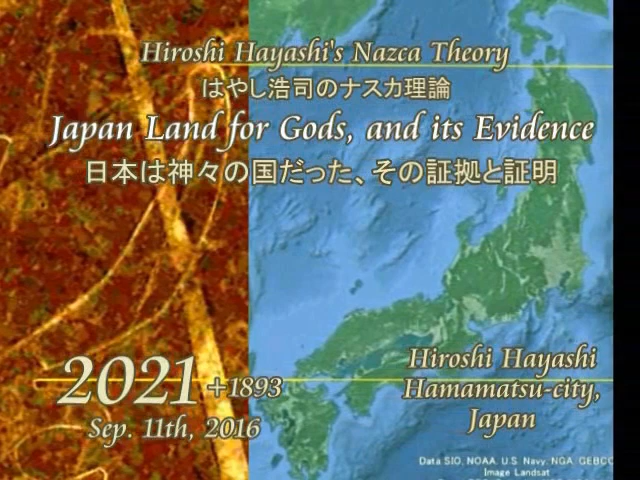 Hiroshi Hayashi's Nazca Theory
はやし浩司のナスカ理論
Japan Land for Gods, and its Evidence
日本は神々の国だった、その証拠と証明
2021 +1893
Sep. 11th, 2016
Hiroshi Hayashi
Hamamatsu-city,
Japan
Data SIO, NOAA, U.S. Navy, NGA, GEBCO
Image Landsat